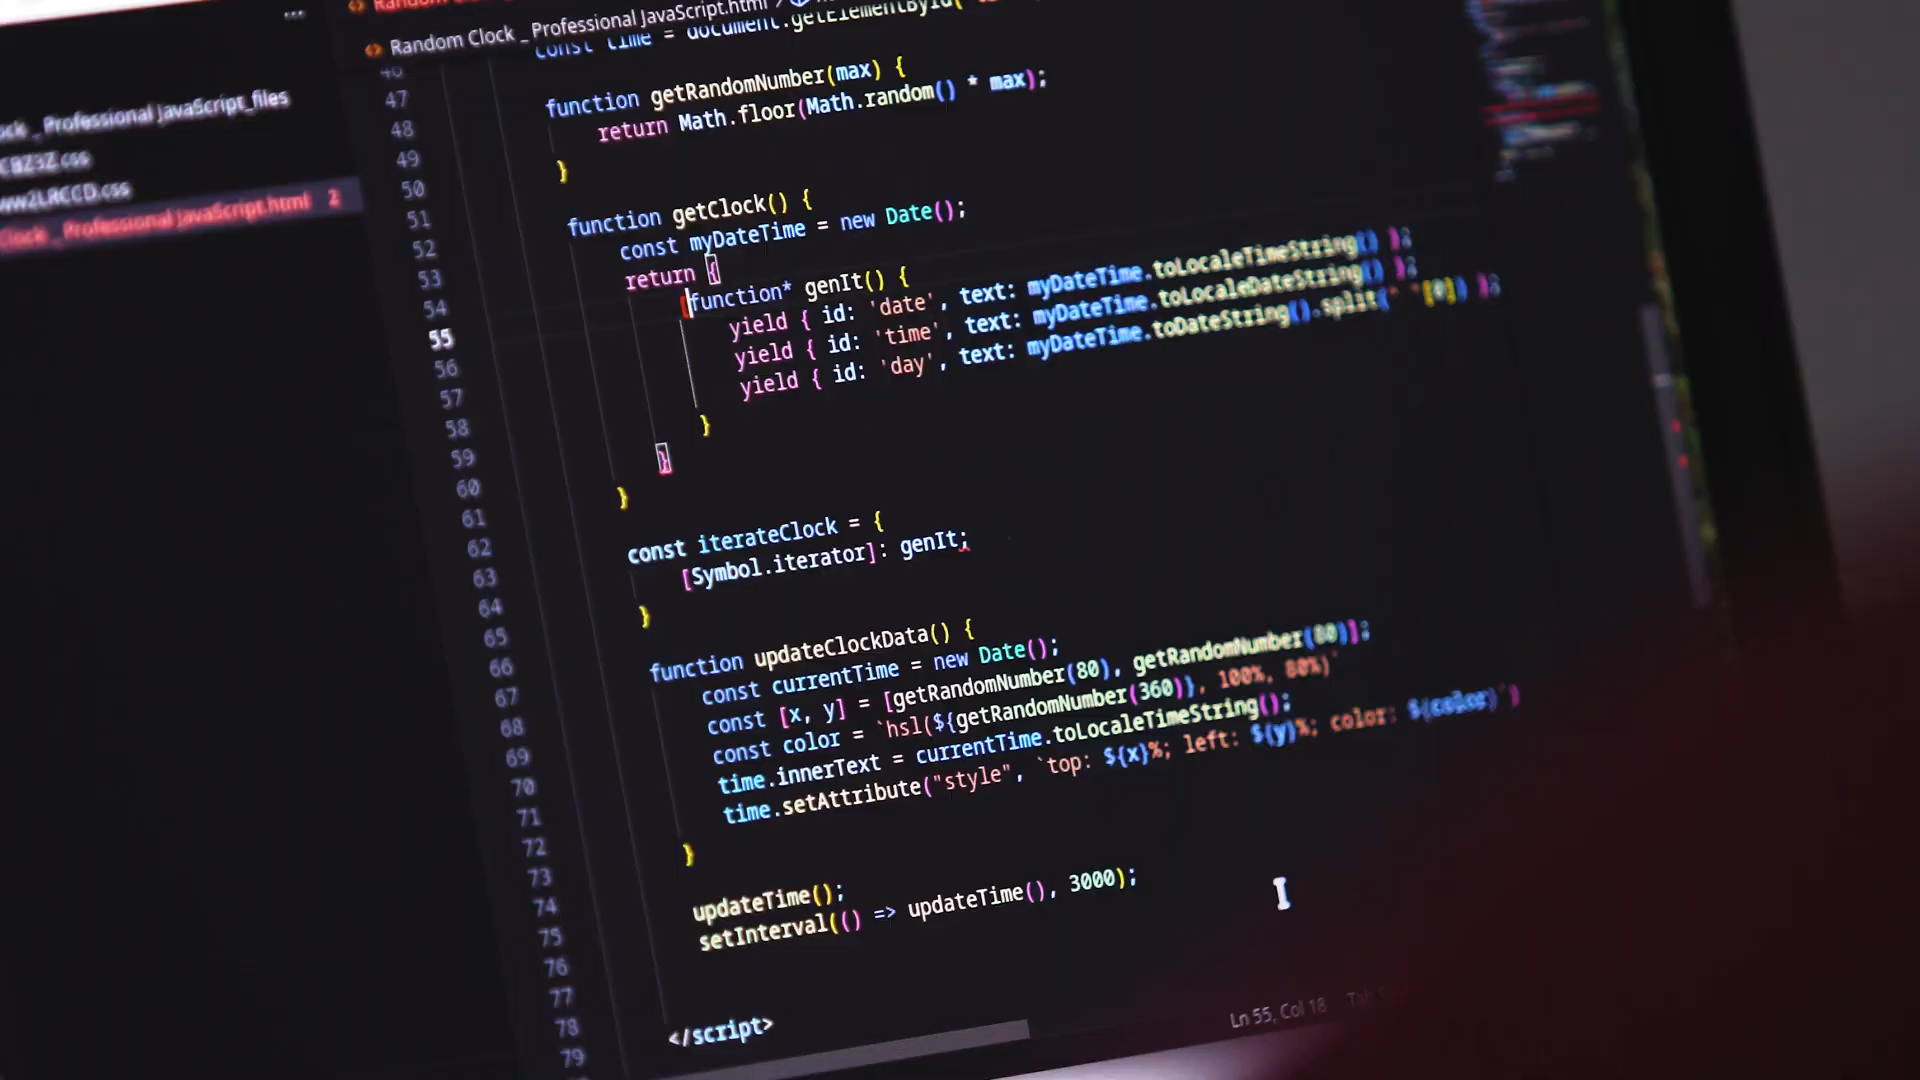 Random Clock _ Professional JavaScript.html
const time = document.getElementById(
function getRandomNumber(max) {
return Math.floor(Math.random() * max);
}
function getClock() {
const myDateTime = new Date();
return {
function* genIt() {
yield { id: 'date', text: myDateTime.toLocaleTimeString() };
yield { id: 'time', text: myDateTime.toLocaleDateString() };
yield { id: 'day', text: myDateTime.toDateString().split(" "[0]) };
}
}
}
const iterateClock = {
[Symbol.iterator]: genIt;
}
function updateClockData() {
const currentTime = new Date();
const [x, y] = [getRandomNumber(80), getRandomNumber(80)];
const color = `hsl(${getRandomNumber(360)}, 100%, 80%)`
time.innerText = currentTime.toLocaleTimeString();
time.setAttribute("style", `top: ${x}%; left: ${y}%; color: ${color}`)
}
updateTime();
setInterval(() => updateTime(), 3000);
</script>
46
47
48
49
50
51
52
53
54
55
56
57
58
59
60
61
62
63
64
65
66
67
68
69
70
71
72
73
74
75
76
77
78
79
_ Professional JavaScript_files
CBZ3Z.css
ww2LRCCD.css
Clock _ Professional JavaScript.html 2
Ln 55, Col 18